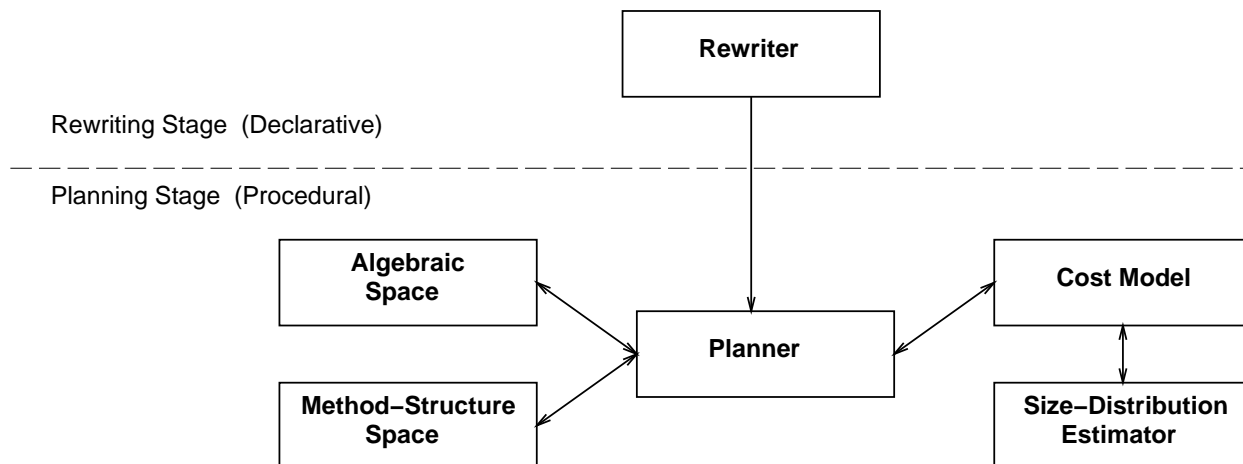 Rewriter
Rewriting Stage (Declarative)
Planning Stage (Procedural)
Algebraic
Space
Cost Model
Planner
Method−Structure
Space
Size−Distribution
Estimator